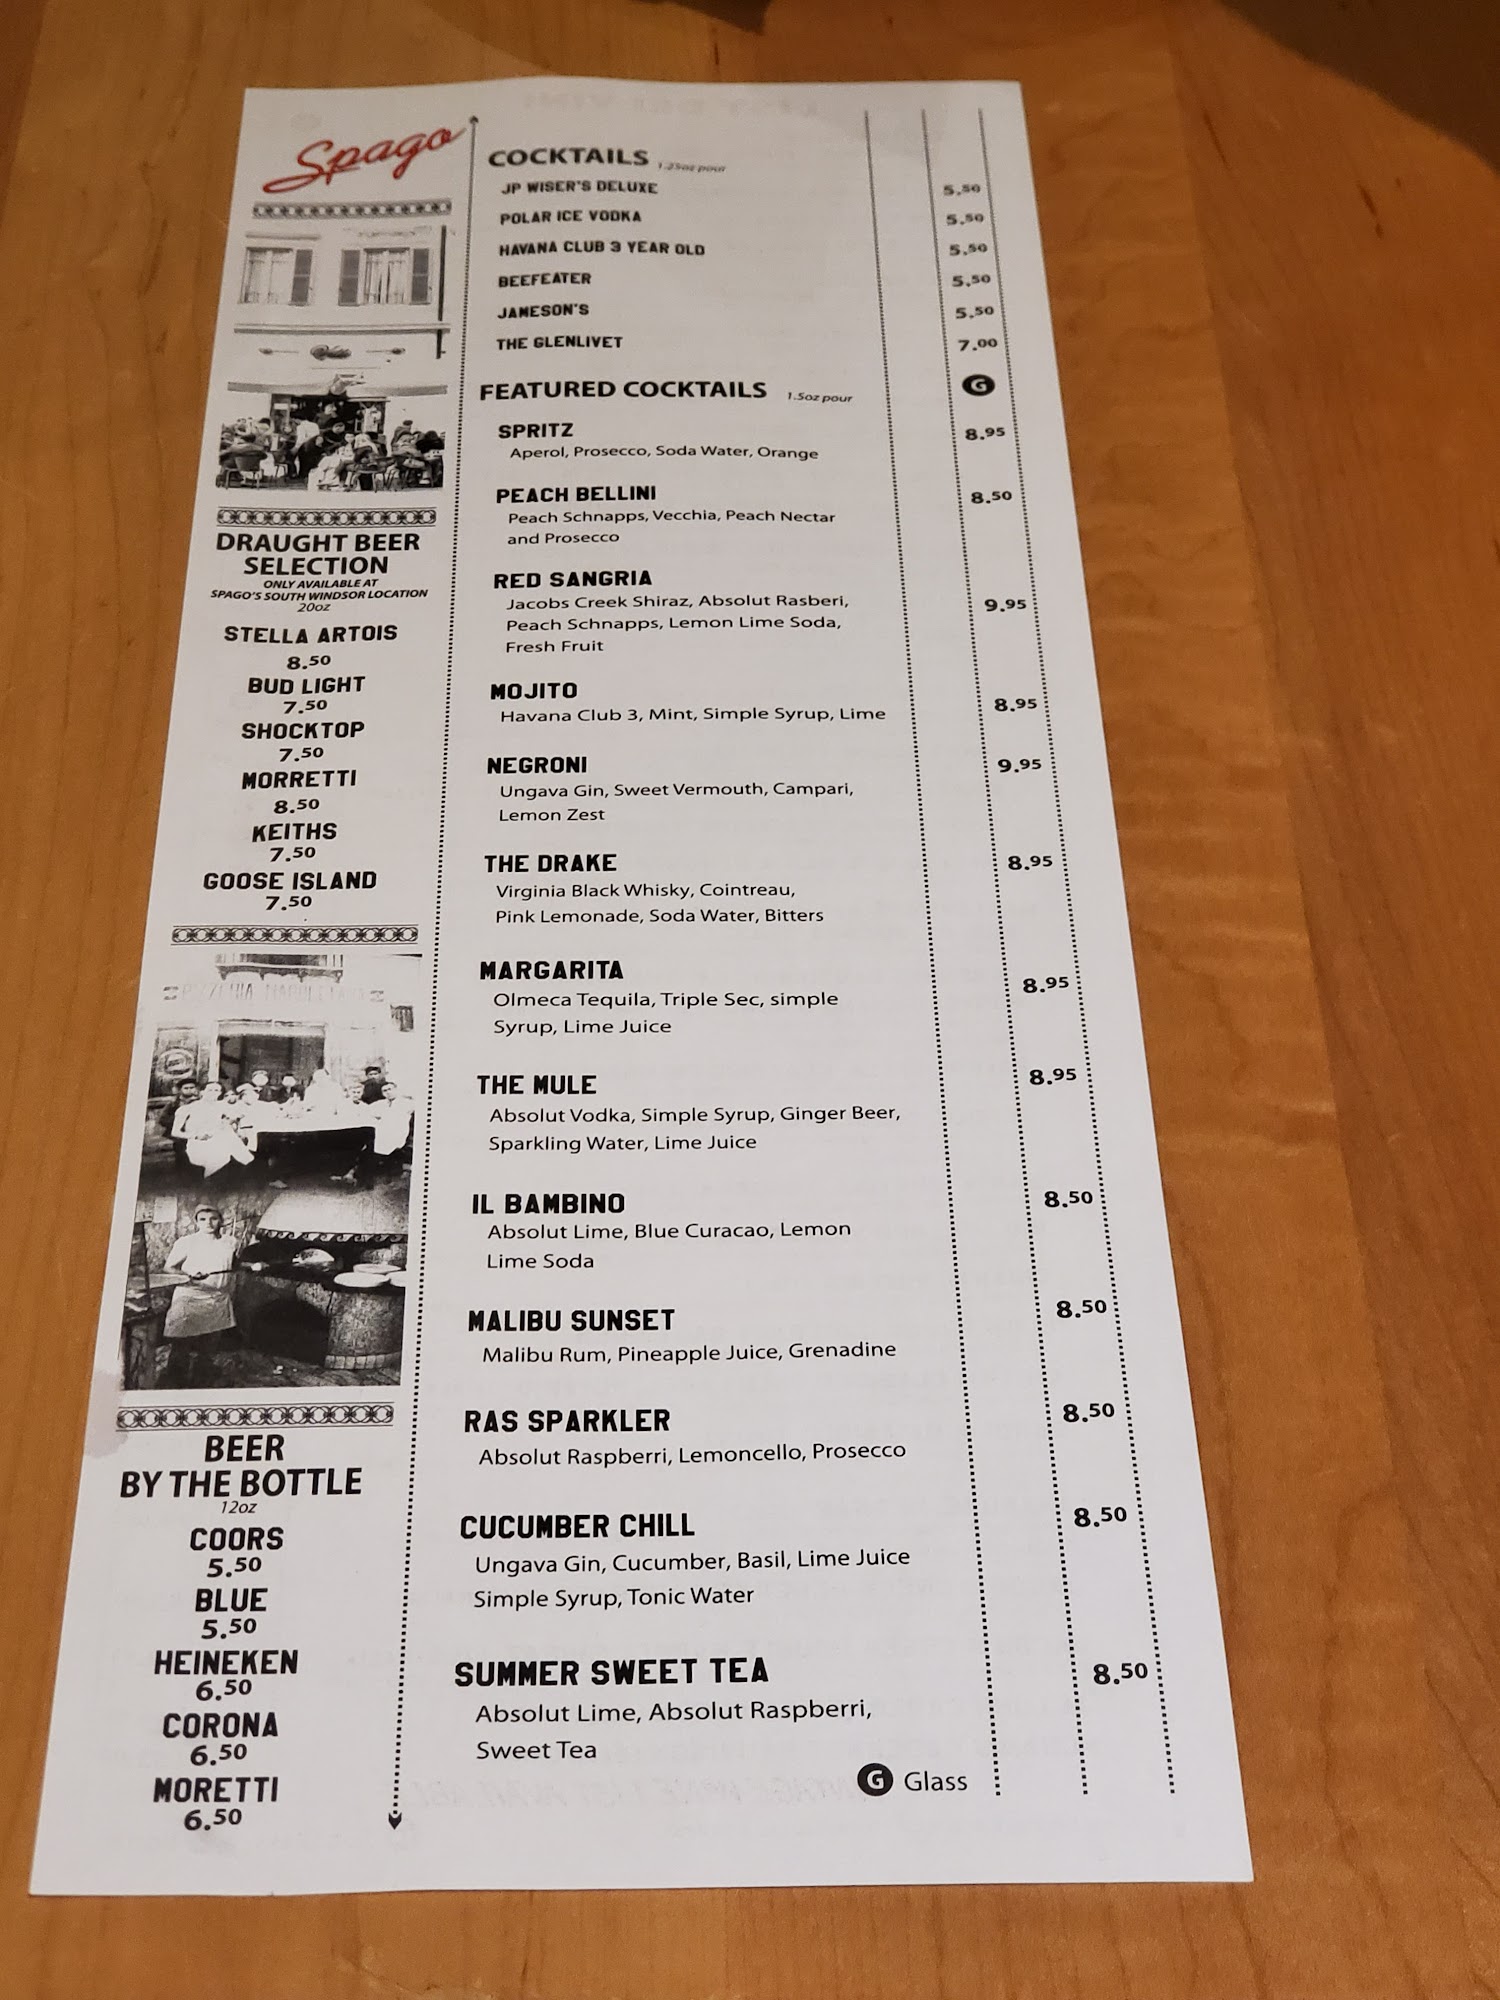 Spago
DRAUGHT BEER
SELECTION
ONLY AVAILABLE AT
SPAGO'S SOUTH WINDSOR LOCATION
20oz
STELLA ARTOIS
8.50
BUD LIGHT
7.50
SHOCKTOP
7.50
MORRETTI
8.50
KEITHS
7.50
GOOSE ISLAND
7.50
BEER
BY THE BOTTLE
12oz
COORS
5.50
BLUE
5.50
HEINEKEN
6.50
CORONA
6.50
MORETTI
6.50
COCKTAILS 1.25oz pour
JP WISER'S DELUXE 5.50
POLAR ICE VODKA 5.50
HAVANA CLUB 3 YEAR OLD 5.50
BEEFEATER 5.50
JAMESON'S 5.50
THE GLENLIVET 7.00
FEATURED COCKTAILS 1.5oz pour G
SPRITZ 8.95
Aperol, Prosecco, Soda Water, Orange
PEACH BELLINI 8.50
Peach Schnapps, Vecchia, Peach Nectar
and Prosecco
RED SANGRIA
Jacobs Creek Shiraz, Absolut Rasberi, 9.95
Peach Schnapps, Lemon Lime Soda,
Fresh Fruit
MOJITO 8.95
Havana Club 3, Mint, Simple Syrup, Lime
NEGRONI 9.95
Ungava Gin, Sweet Vermouth, Campari,
Lemon Zest
THE DRAKE 8.95
Virginia Black Whisky, Cointreau,
Pink Lemonade, Soda Water, Bitters
MARGARITA 8.95
Olmeca Tequila, Triple Sec, simple
Syrup, Lime Juice
THE MULE 8.95
Absolut Vodka, Simple Syrup, Ginger Beer,
Sparkling Water, Lime Juice
IL BAMBINO 8.50
Absolut Lime, Blue Curacao, Lemon
Lime Soda
MALIBU SUNSET 8.50
Malibu Rum, Pineapple Juice, Grenadine
RAS SPARKLER 8.50
Absolut Raspberri, Lemoncello, Prosecco
CUCUMBER CHILL 8.50
Ungava Gin, Cucumber, Basil, Lime Juice
Simple Syrup, Tonic Water
SUMMER SWEET TEA 8.50
Absolut Lime, Absolut Raspberri,
Sweet Tea
G Glass